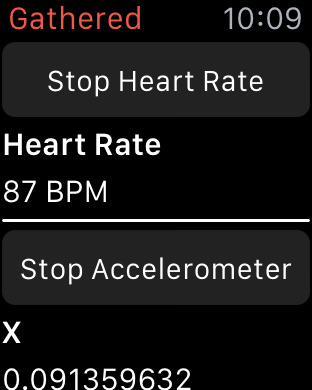 Gathered 10:09
Stop Heart Rate
Heart Rate
87 BPM
Stop Accelerometer
X
0.091359632